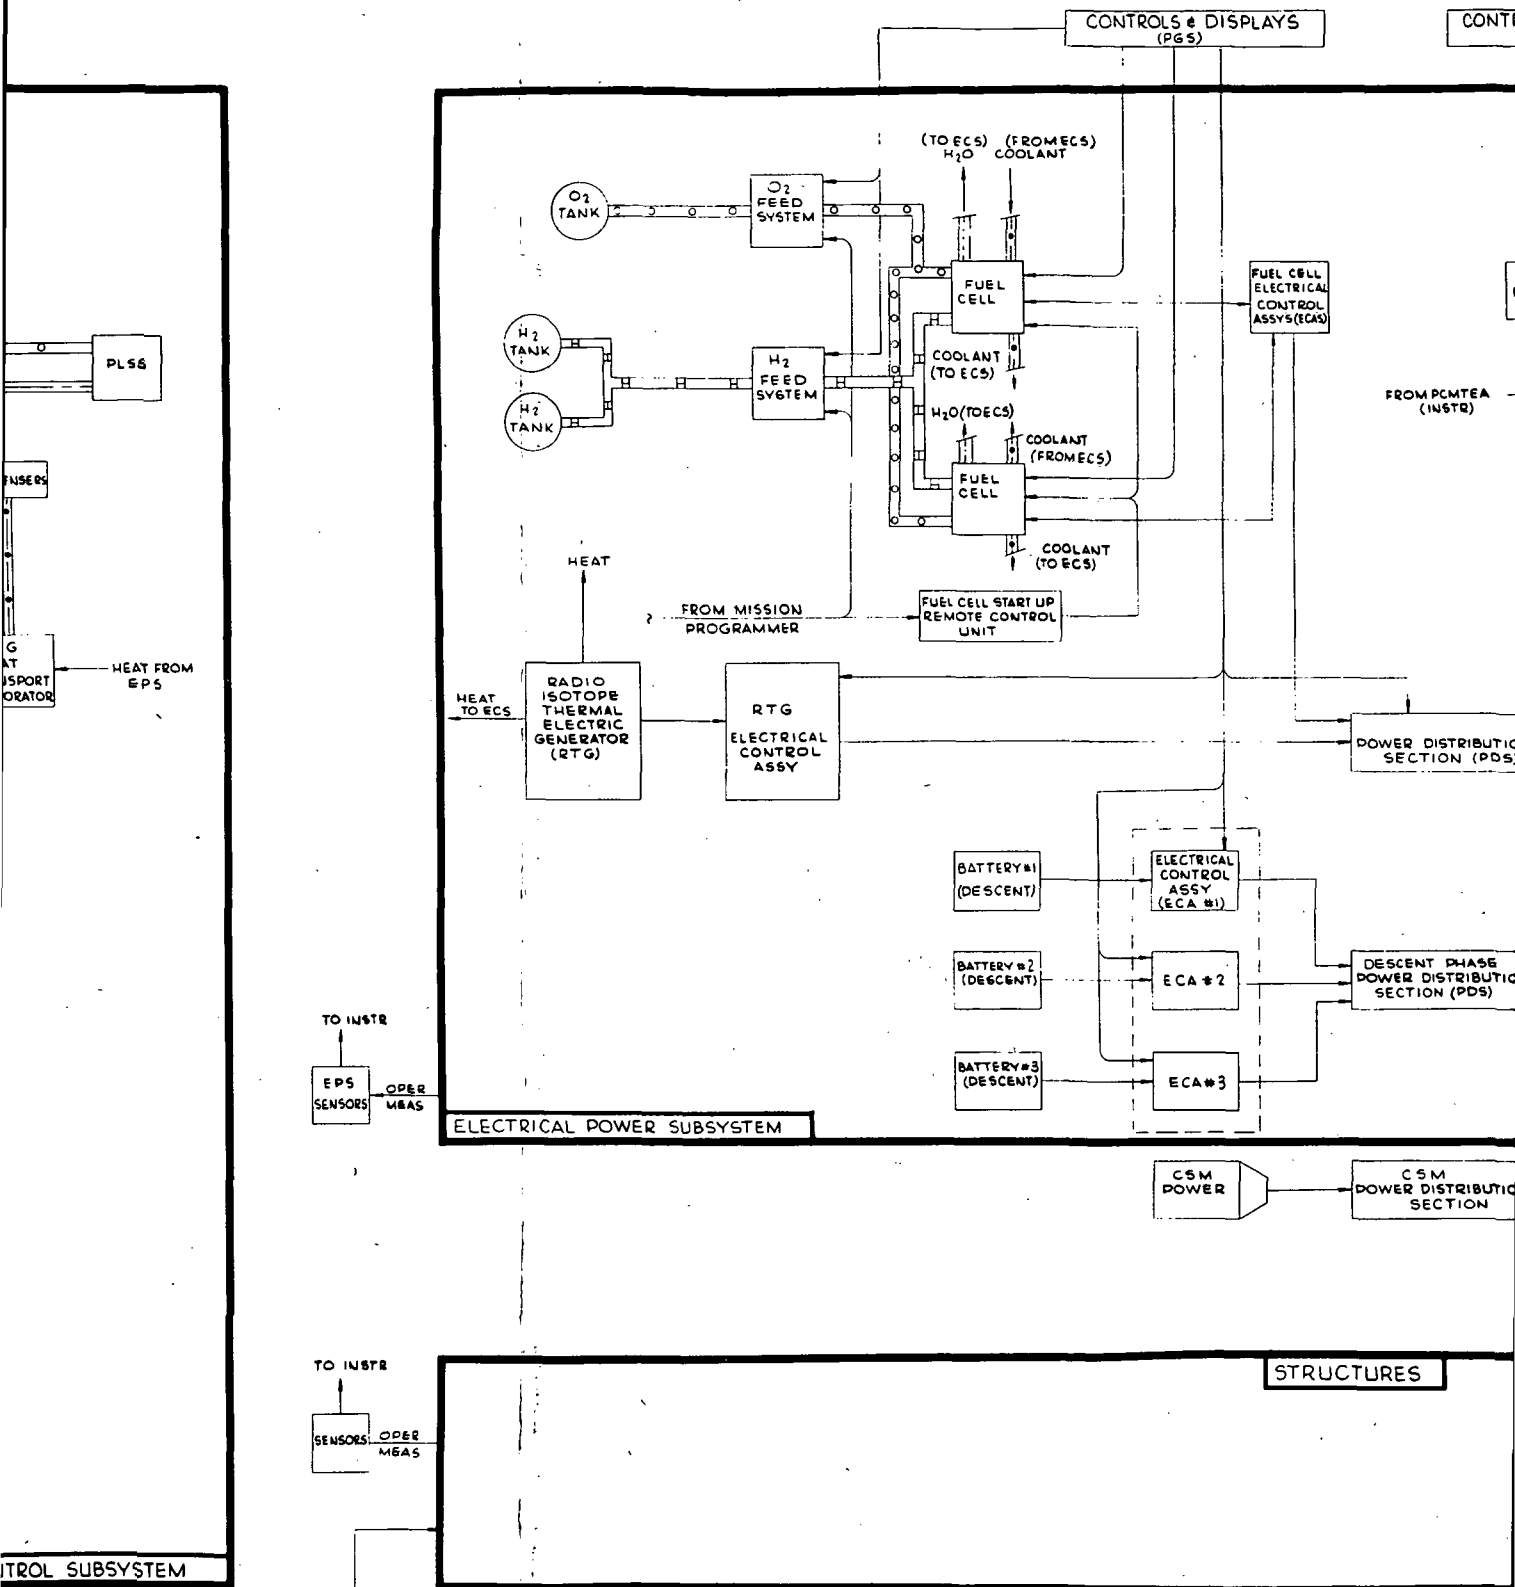 CONTROLS & DISPLAYS
(PGS)
(TO ECS)
H2O
(FROM ECS)
COOLANT
O2
TANK
O2
FEED
SYSTEM
FUEL
CELL
FUEL CELL
ELECTRICAL
CONTROL
ASSYS (ECAS)
H2
TANK
H2
TANK
H2
FEED
SYSTEM
COOLANT
(TO ECS)
H2O (TO ECS)
COOLANT
(FROM ECS)
FUEL
CELL
COOLANT
(TO ECS)
FROM PCMTEA
(INSTR)
PLSS
HEAT FROM
EPS
HEAT
FROM MISSION
PROGRAMMER
FUEL CELL START UP
REMOTE CONTROL
UNIT
HEAT
TO ECS
RADIO
ISOTOPE
THERMAL
ELECTRIC
GENERATOR
(RTG)
RTG
ELECTRICAL
CONTROL
ASSY
POWER DISTRIBUTIO
SECTION (PDS)
BATTERY #1
(DESCENT)
ELECTRICAL
CONTROL
ASSY
(ECA #1)
BATTERY #2
(DESCENT)
ECA #2
DESCENT PHASE
POWER DISTRIBUTIO
SECTION (PDS)
BATTERY #3
(DESCENT)
ECA #3
TO INSTR
EPS
SENSORS
OPER
MEAS
ELECTRICAL POWER SUBSYSTEM
CSM
POWER
CSM
POWER DISTRIBUTIO
SECTION
STRUCTURES
TO INSTR
SENSORS
OPER
MEAS
NTROL SUBSYSTEM